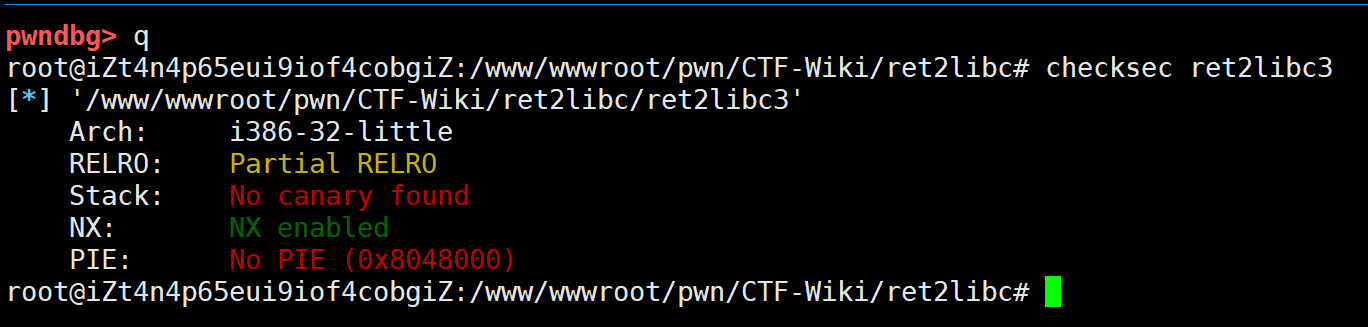 pwndbg> q
root@iZt4n4p65eui9iof4cobgiZ:/www/wwwroot/pwn/CTF-Wiki/ret2libc# checksec ret2libc3
[*] '/www/wwwroot/pwn/CTF-Wiki/ret2libc/ret2libc3'
    Arch:     i386-32-little
    RELRO:    Partial RELRO
    Stack:    No canary found
    NX:       NX enabled
    PIE:      No PIE (0x8048000)
root@iZt4n4p65eui9iof4cobgiZ:/www/wwwroot/pwn/CTF-Wiki/ret2libc#